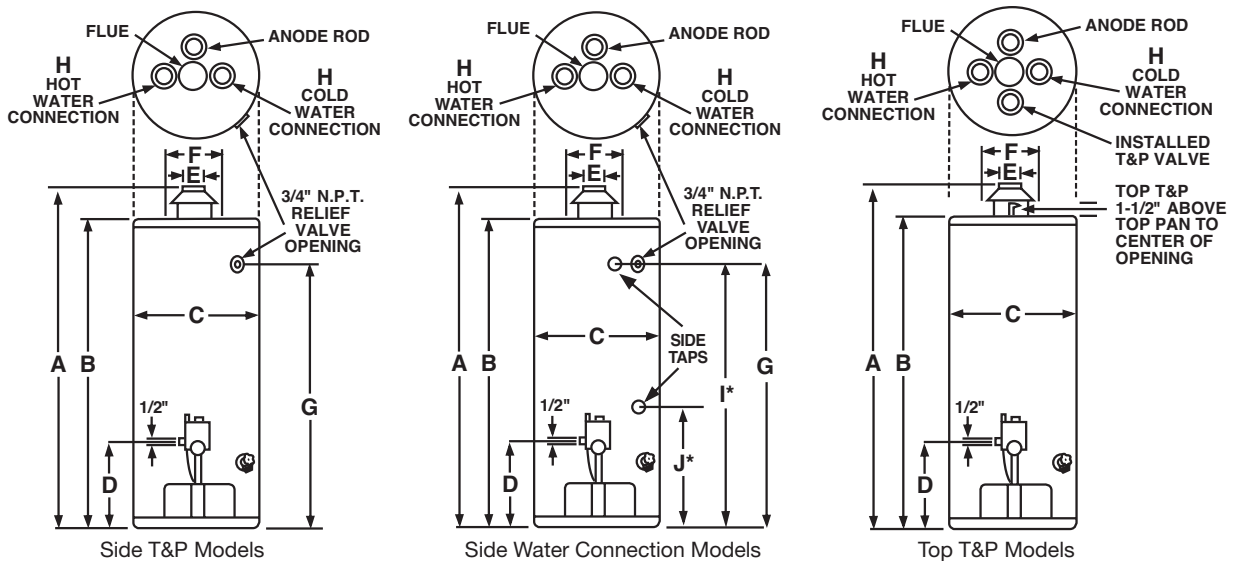 FLUE
ANODE ROD
H
HOT
WATER
CONNECTION
H
COLD
WATER
CONNECTION
F
E
3/4" N.P.T.
RELIEF
VALVE
OPENING
C
A
B
G
1/2"
D
Side T&P Models
FLUE
ANODE ROD
H
HOT
WATER
CONNECTION
H
COLD
WATER
CONNECTION
F
E
3/4" N.P.T.
RELIEF
VALVE
OPENING
C
SIDE
TAPS
A
B
I*
G
1/2"
J*
D
Side Water Connection Models
FLUE
ANODE ROD
H
HOT
WATER
CONNECTION
H
COLD
WATER
CONNECTION
INSTALLED
T&P VALVE
F
E
TOP T&P
1-1/2" ABOVE
TOP PAN TO
CENTER OF
OPENING
C
A
B
1/2"
D
Top T&P Models